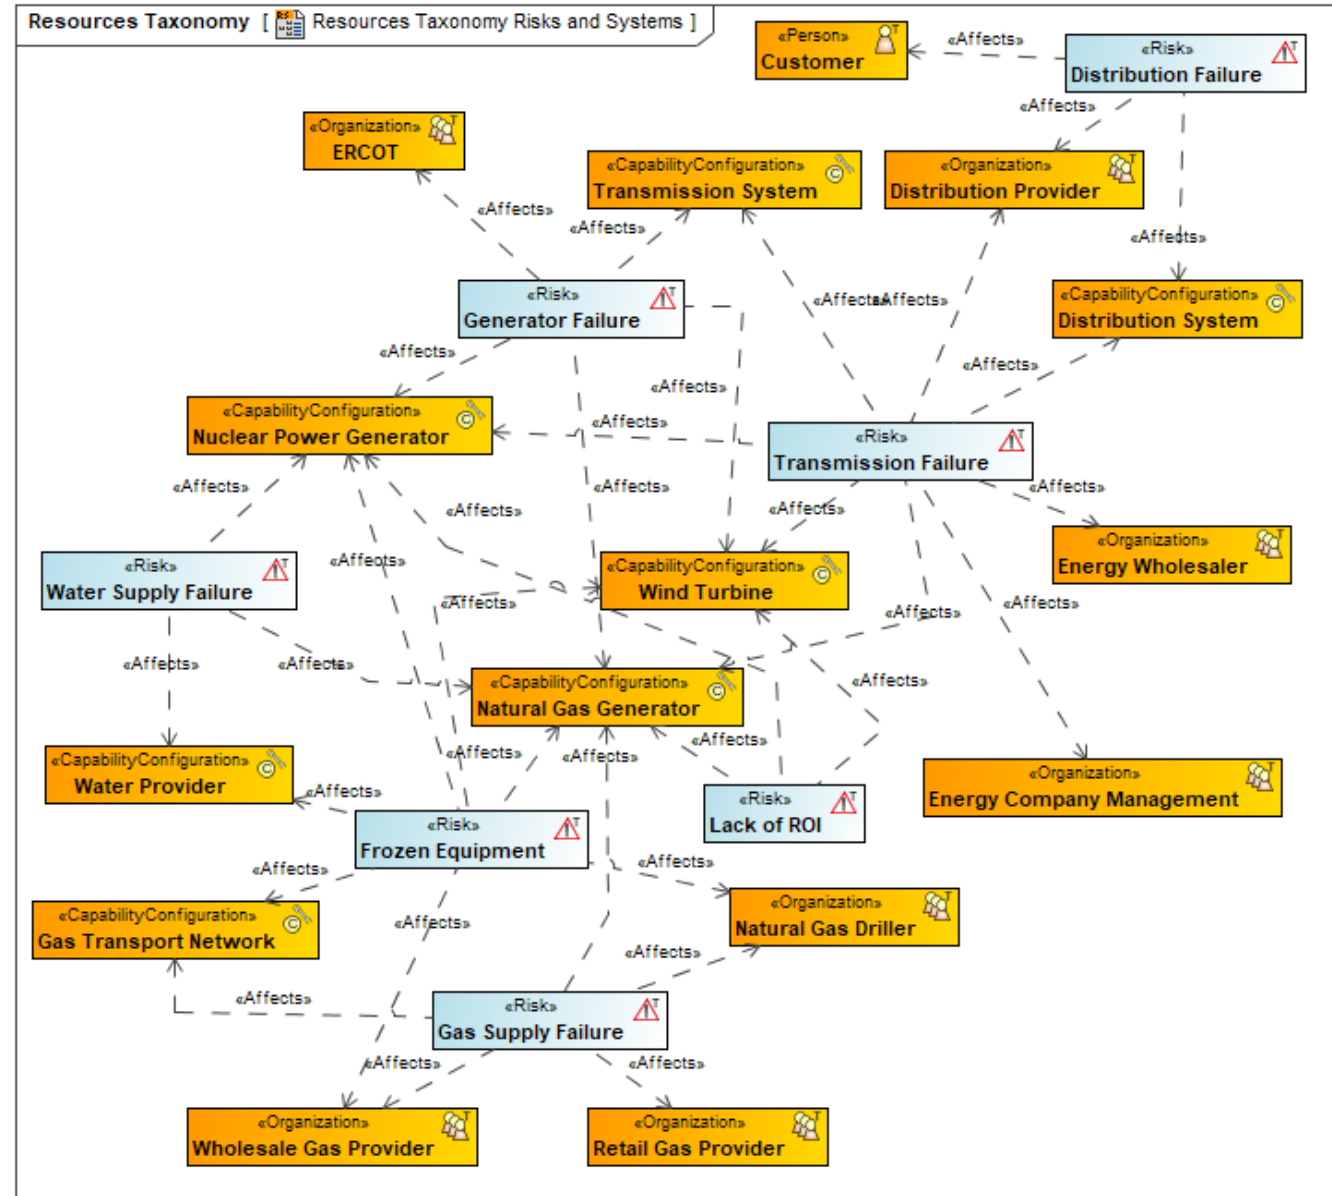 Resources Taxonomy [ Resources Taxonomy Risks and Systems ]
«Person»
Customer
«Affects»
«Risk»
Distribution Failure
«Affects»
«Organization»
ERCOT
«CapabilityConfiguration»
Transmission System
«Organization»
Distribution Provider
«Affects»
«Affects»
«Affects»
«Risk»
Generator Failure
«Affects»
«Affects»
«CapabilityConfiguration»
Distribution System
«Affects»
«Affects»
«Affects»
«CapabilityConfiguration»
Nuclear Power Generator
«Affects»
«Risk»
Transmission Failure
«Affects»
«Affects»
«Affects»
«Affects»
«Affects»
«Affects»
«Organization»
Energy Wholesaler
«Risk»
Water Supply Failure
«CapabilityConfiguration»
Wind Turbine
«Affects»
«Affects»
«Affects»
«Affects»
«Affects»
«Affects»
«CapabilityConfiguration»
Natural Gas Generator
«Affects»
«Affects»
«Affects»
«Affects»
«CapabilityConfiguration»
Water Provider
«Organization»
Energy Company Management
«Affects»
«Risk»
Lack of ROI
«Risk»
Frozen Equipment
«Affects»
«Affects»
«CapabilityConfiguration»
Gas Transport Network
«Affects»
«Organization»
Natural Gas Driller
«Affects»
«Affects»
«Risk»
Gas Supply Failure
«Affects»
«Affects»
«Organization»
Wholesale Gas Provider
«Organization»
Retail Gas Provider